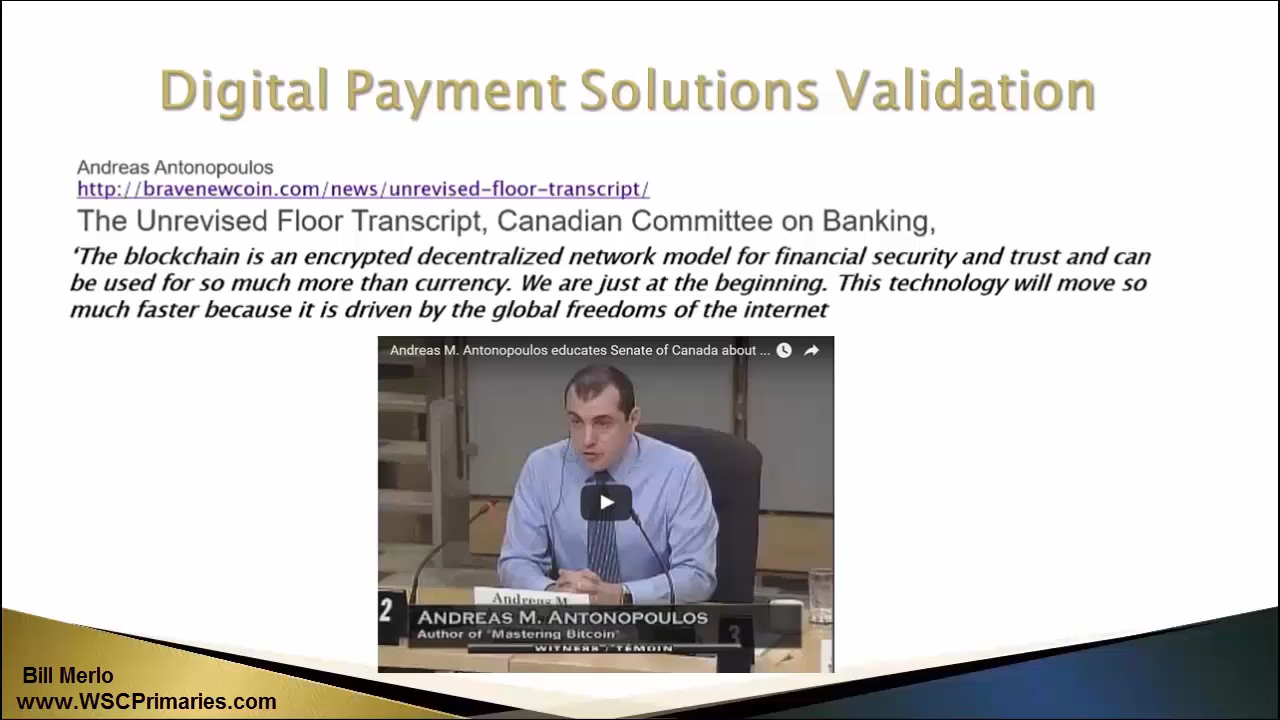 Digital Payment Solutions Validation
Andreas Antonopoulos
http://bravenewcoin.com/news/unrevised-floor-transcript/
The Unrevised Floor Transcript, Canadian Committee on Banking,
‘The blockchain is an encrypted decentralized network model for financial security and trust and can
be used for so much more than currency. We are just at the beginning. This technology will move so
much faster because it is driven by the global freedoms of the internet
Andreas M. Antonopoulos educates Senate of Canada about ...
Andreas M.
2
ANDREAS M. ANTONOPOULOS
3
Author of "Mastering Bitcoin"
WITNESS / TÉMOIN
Bill Merlo
www.WSCPrimaries.com